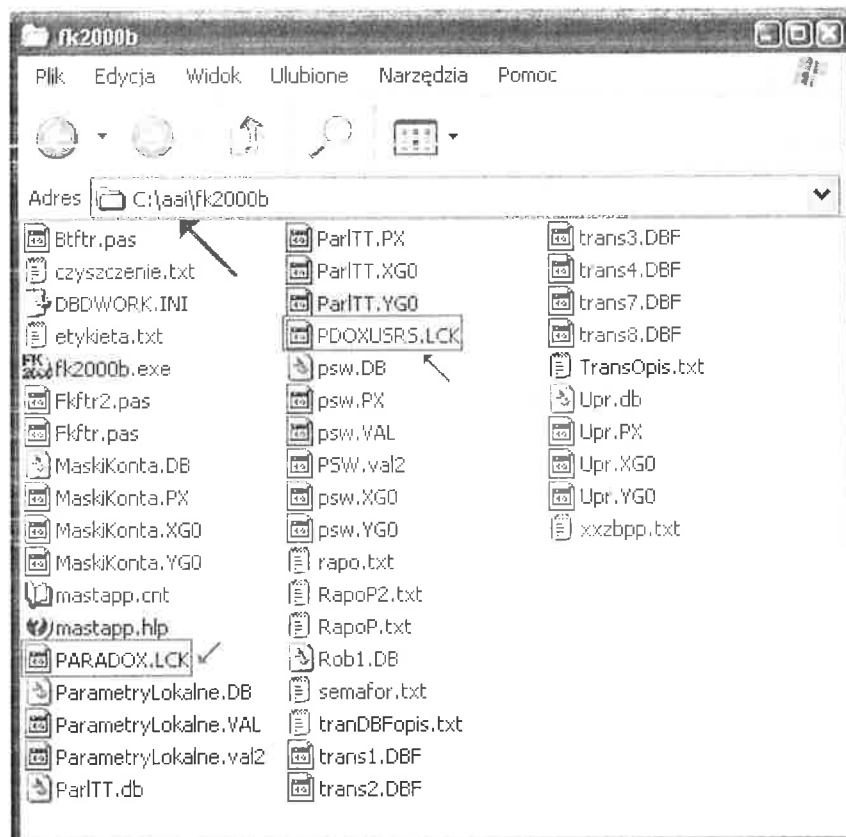 fk2000b
Plik Edycja Widok Ulubione Narzędzia Pomoc
Adres C:\aai\fk2000b
Btftr.pas
czyszczenie.txt
DBDWORK.INI
etykieta.txt
fk2000b.exe
Fkftr2.pas
Fkftr.pas
MaskiKonta.DB
MaskiKonta.PX
MaskiKonta.XG0
MaskiKonta.YG0
mastapp.cnt
mastapp.hlp
PARADOX.LCK
ParametryLokalne.DB
ParametryLokalne.VAL
ParametryLokalne.val2
ParlTT.db
ParlTT.PX
ParlTT.XG0
ParlTT.YG0
PDOXUSRS.LCK
psw.DB
psw.PX
psw.VAL
PSW.val2
psw.XG0
psw.YG0
rapo.txt
RapoP2.txt
RapoP.txt
Rob1.DB
semafor.txt
tranDBFopis.txt
trans1.DBF
trans2.DBF
trans3.DBF
trans4.DBF
trans7.DBF
trans8.DBF
TransOpis.txt
Upr.db
Upr.PX
Upr.XG0
Upr.YG0
xxzbpp.txt